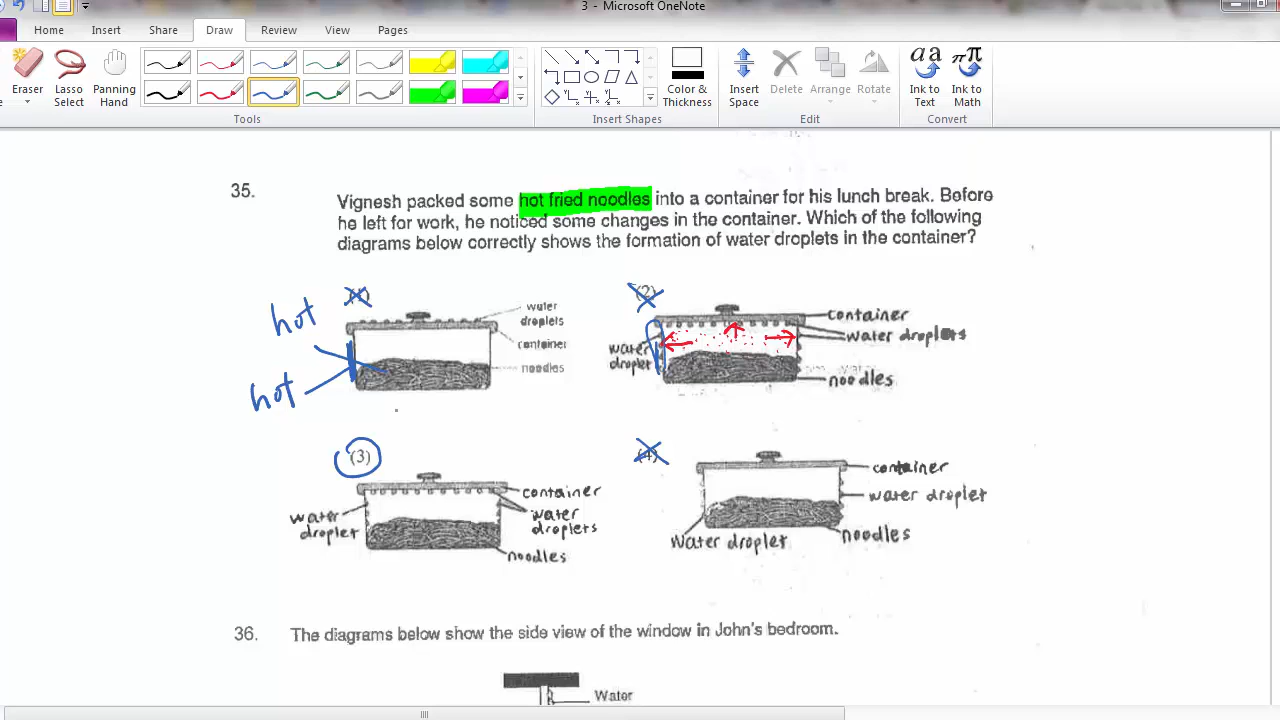 3 - Microsoft OneNote
Home Insert Share Draw Review View Pages
Eraser Lasso Select Panning Hand Color & Thickness Insert Space Delete Arrange Rotate Ink to Text Ink to Math
Tools Insert Shapes Edit Convert
35. Vignesh packed some hot fried noodles into a container for his lunch break. Before
he left for work, he noticed some changes in the container. Which of the following
diagrams below correctly shows the formation of water droplets in the container?
(1)
hot
hot
water
droplets
container
noodles
(2)
container
water droplets
water
droplet
noodles
(3)
container
water
droplets
water
droplet
noodles
(4)
container
water droplet
noodles
Water droplet
36. The diagrams below show the side view of the window in John's bedroom.
Water